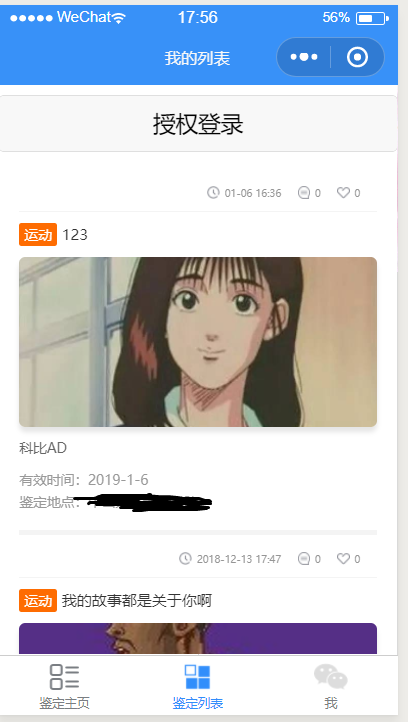 WeChat 17:56 56%
我的列表
授权登录
01-06 16:36 0 0
运动 123
科比AD
有效时间：2019-1-6
鉴定地点：
2018-12-13 17:47 0 0
运动 我的故事都是关于你啊
鉴定主页 鉴定列表 我